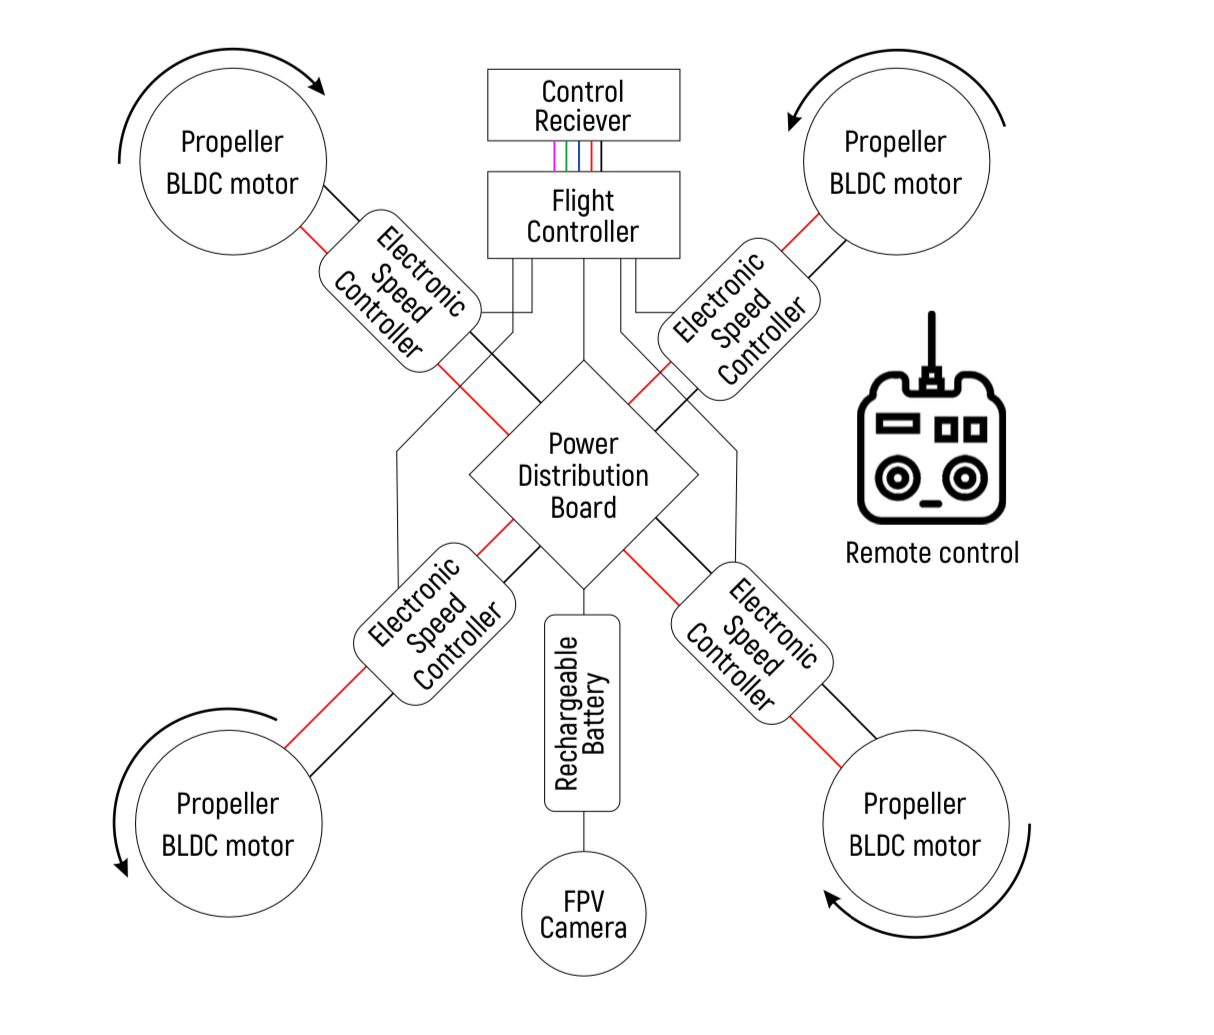 Control
Reciever
Propeller
BLDC motor
Propeller
BLDC motor
Flight
Controller
Electronic
Speed
Controller
Electronic
Speed
Controller
Power
Distribution
Board
Remote control
Electronic
Speed
Controller
Electronic
Speed
Controller
Rechargeable
Battery
Propeller
BLDC motor
Propeller
BLDC motor
FPV
Camera